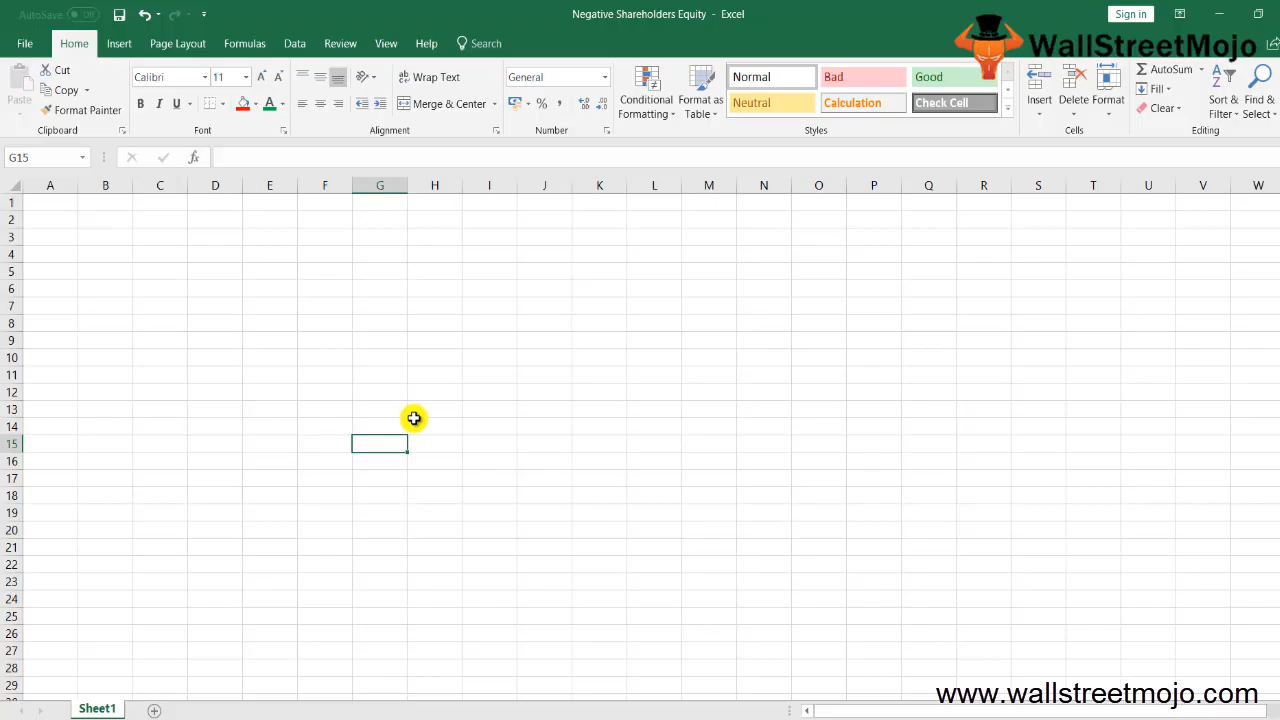 AutoSave Off
Negative Shareholders Equity - Excel
Sign in
File Home Insert Page Layout Formulas Data Review View Help Search
WallStreetMojo
Paste
Cut
Copy
Format Painter
Clipboard
Calibri 11
B I U
A A
Font
Wrap Text
Merge & Center
Alignment
General
%
Number
Conditional
Formatting
Format as
Table
Normal Bad Good
Neutral Calculation Check Cell
Styles
Insert Delete Format
Cells
AutoSum
Fill
Clear
Sort &
Filter
Find &
Select
Editing
G15
fx
A B C D E F G H I J K L M N O P Q R S T U V W
1
2
3
4
5
6
7
8
9
10
11
12
13
14
15
16
17
18
19
20
21
22
23
24
25
26
27
28
29
Sheet1
www.wallstreetmojo.com